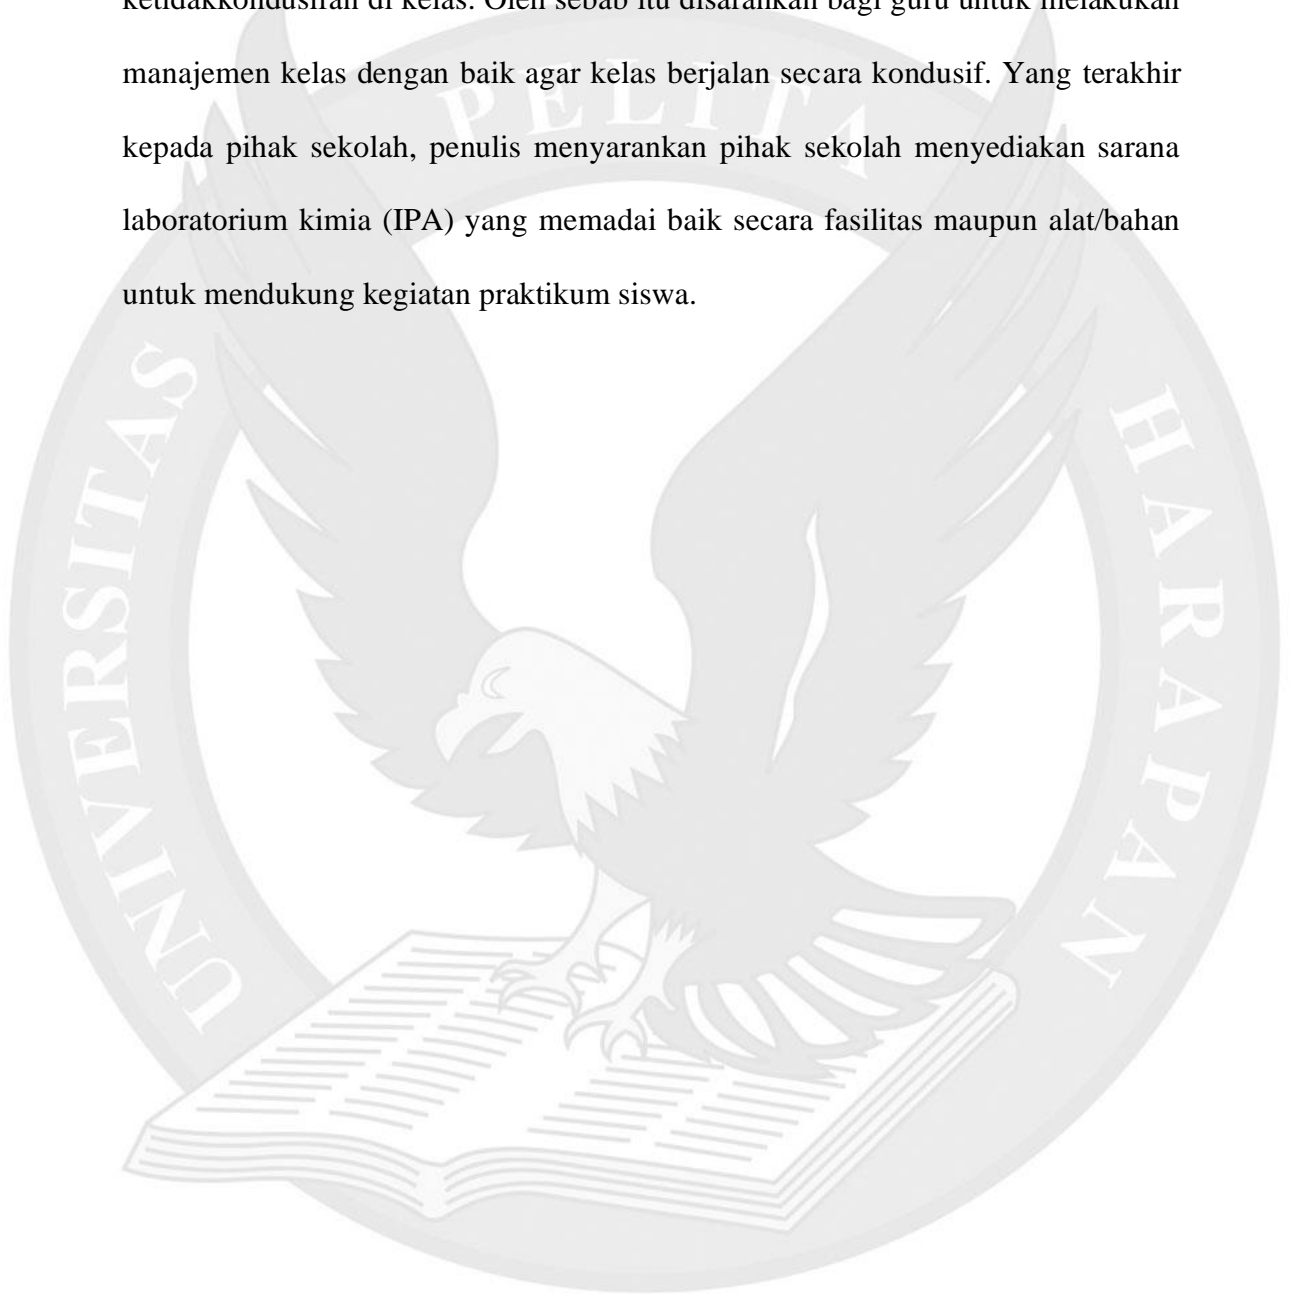 ketidakkondusifan di kelas. Oleh sebab itu disarankan bagi guru untuk melakukan
manajemen kelas dengan baik agar kelas berjalan secara kondusif. Yang terakhir
kepada pihak sekolah, penulis menyarankan pihak sekolah menyediakan sarana
laboratorium kimia (IPA) yang memadai baik secara fasilitas maupun alat/bahan
untuk mendukung kegiatan praktikum siswa.
UNIVERSITAS
PELITA
HARAPAN